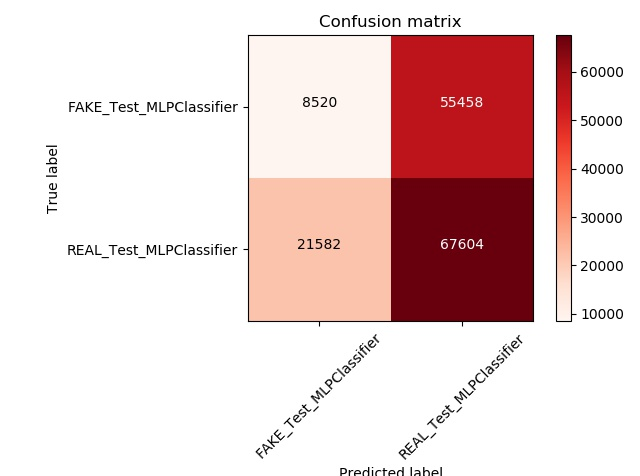 Confusion matrix
FAKE_Test_MLPClassifier
8520
55458
REAL_Test_MLPClassifier
21582
67604
True label
FAKE_Test_MLPClassifier
REAL_Test_MLPClassifier
Predicted label
60000
50000
40000
30000
20000
10000